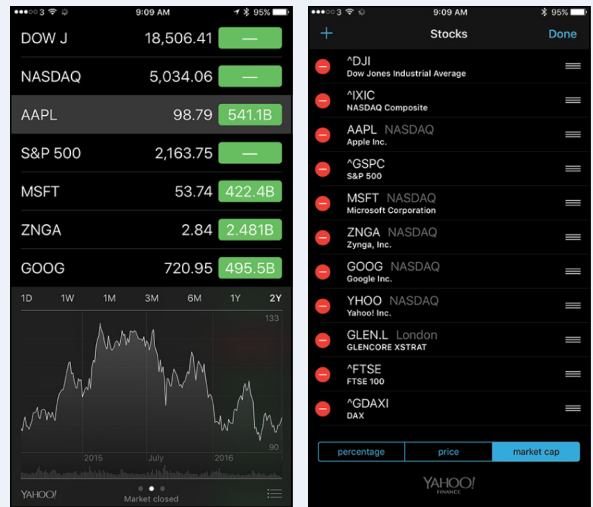 3 9:09 AM 95%
DOW J 18,506.41 —
NASDAQ 5,034.06 —
AAPL 98.79 541.1B
S&P 500 2,163.75 —
MSFT 53.74 422.4B
ZNGA 2.84 2.481B
GOOG 720.95 495.5B
1D 1W 1M 3M 6M 1Y 2Y
133
90
2015 July 2016
YAHOO!
Market closed
3 9:09 AM 95%
+ Stocks Done
^DJI
Dow Jones Industrial Average
^IXIC
NASDAQ Composite
AAPL NASDAQ
Apple Inc.
^GSPC
S&P 500
MSFT NASDAQ
Microsoft Corporation
ZNGA NASDAQ
Zynga, Inc.
GOOG NASDAQ
Google Inc.
YHOO NASDAQ
Yahoo! Inc.
GLEN.L London
GLENCORE XSTRAT
^FTSE
FTSE 100
^GDAXI
DAX
percentage price market cap
YAHOO!
FINANCE